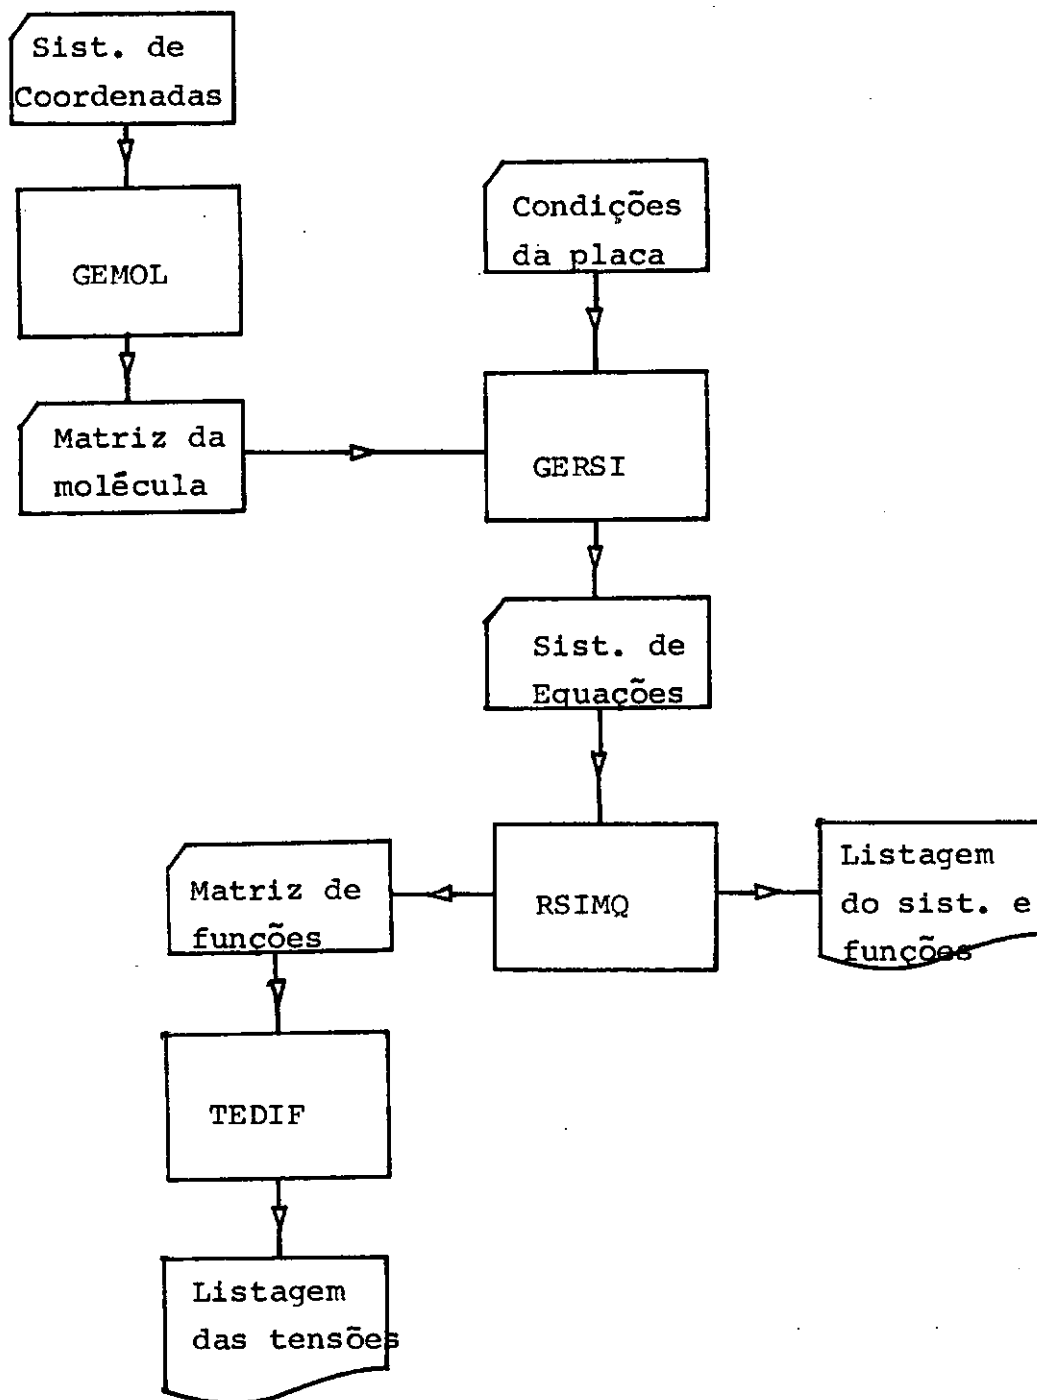 Sist. de
Coordenadas
GEMOL
Matriz da
molécula
Condições
da placa
GERSI
Sist. de
Equações
RSIMQ
Listagem
do sist. e
funções
Matriz de
funções
TEDIF
Listagem
das tensões